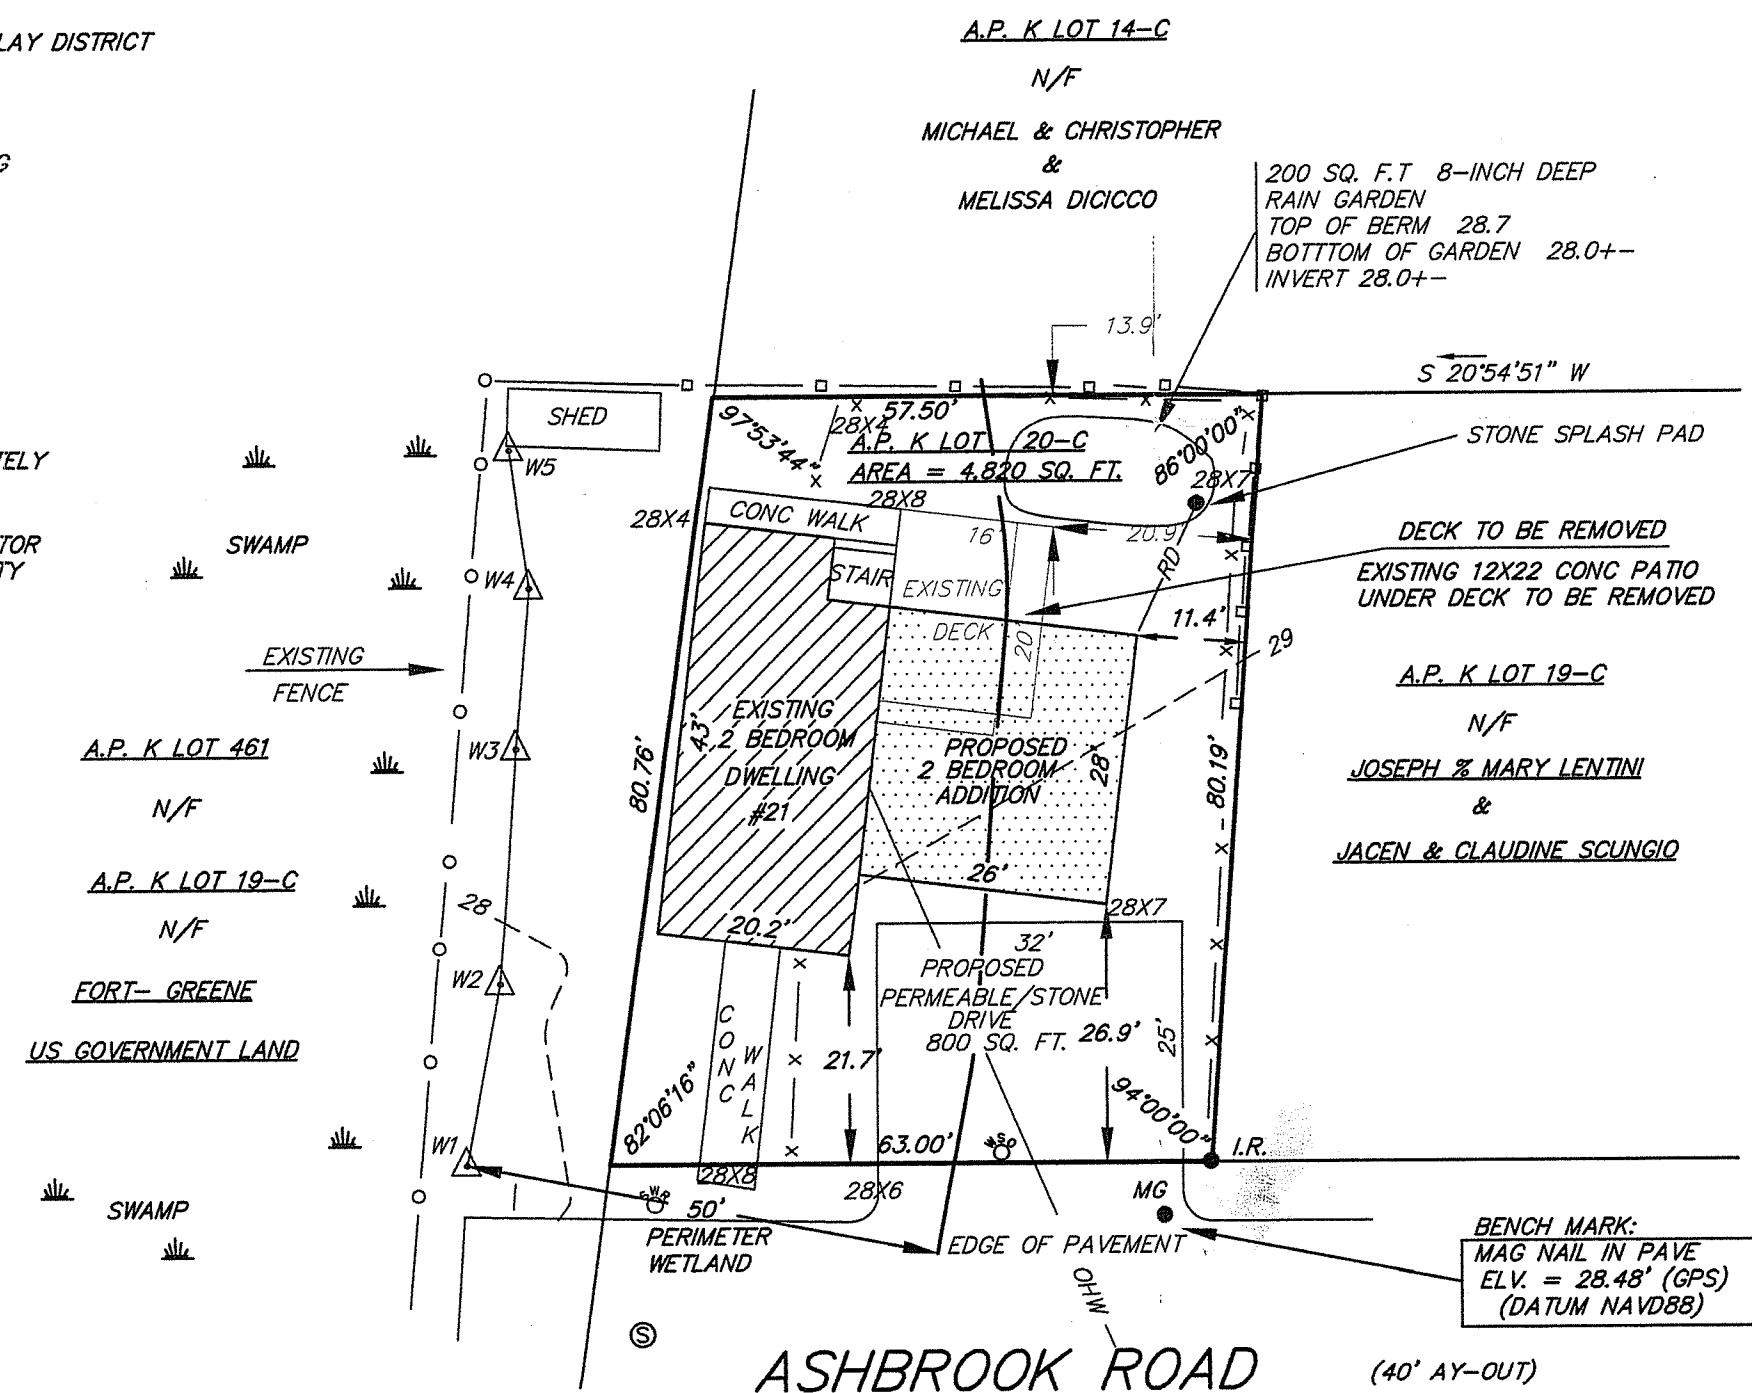 LAY DISTRICT
G
TELY
TOR
TY
A.P. K LOT 14-C
N/F
MICHAEL & CHRISTOPHER
&
MELISSA DICICCO
200 SQ. F.T 8-INCH DEEP
RAIN GARDEN
TOP OF BERM 28.7
BOTTTOM OF GARDEN 28.0+-
INVERT 28.0+-
13.9'
S 20°54'51" W
SHED
W5
97°53'44"
57.50'
28X4
A.P. K LOT 20-C
AREA = 4.820 SQ. FT.
86°00'00"
28X7
STONE SPLASH PAD
28X4
28X8
CONC WALK
16'
20.9'
RD
DECK TO BE REMOVED
EXISTING 12X22 CONC PATIO
UNDER DECK TO BE REMOVED
SWAMP
W4
STAIR
EXISTING
DECK
20'
11.4'
29
EXISTING
FENCE
A.P. K LOT 19-C
N/F
JOSEPH % MARY LENTINI
&
JACEN & CLAUDINE SCUNGIO
A.P. K LOT 461
N/F
A.P. K LOT 19-C
N/F
FORT- GREENE
US GOVERNMENT LAND
W3
80.76'
43'
EXISTING
2 BEDROOM
DWELLING
#21
PROPOSED
2 BEDROOM
ADDITION
28'
80.19'
26'
28
W2
20.2'
28X7
32'
PROPOSED
PERMEABLE/STONE
DRIVE
800 SQ. FT.
26.9'
25'
CONC
WALK
21.7'
82°06'16"
94°00'00"
W1
63.00'
WSO
I.R.
28X8
28X6
MG
SWAMP
50'
PERIMETER
WETLAND
EDGE OF PAVEMENT
OHW
BENCH MARK:
MAG NAIL IN PAVE
ELV. = 28.48' (GPS)
(DATUM NAVD88)
S
ASHBROOK ROAD
(40' AY-OUT)